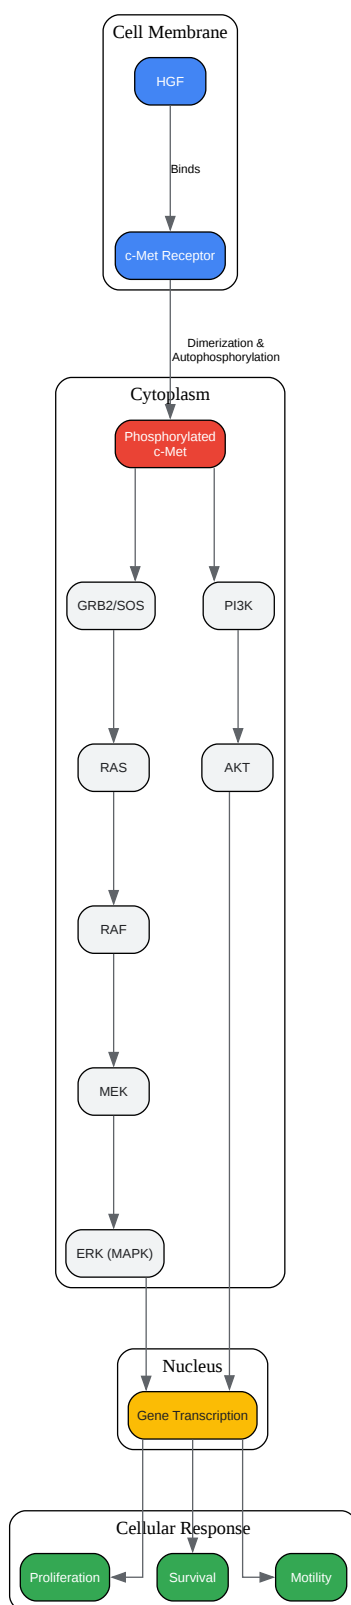 Cell Membrane
HGF
Binds
c-Met Receptor
Dimerization &
Autophosphorylation
Cytoplasm
Phosphorylated
c-Met
GRB2/SOS
PI3K
RAS
AKT
RAF
MEK
ERK (MAPK)
Nucleus
Gene Transcription
Cellular Response
Proliferation
Survival
Motility